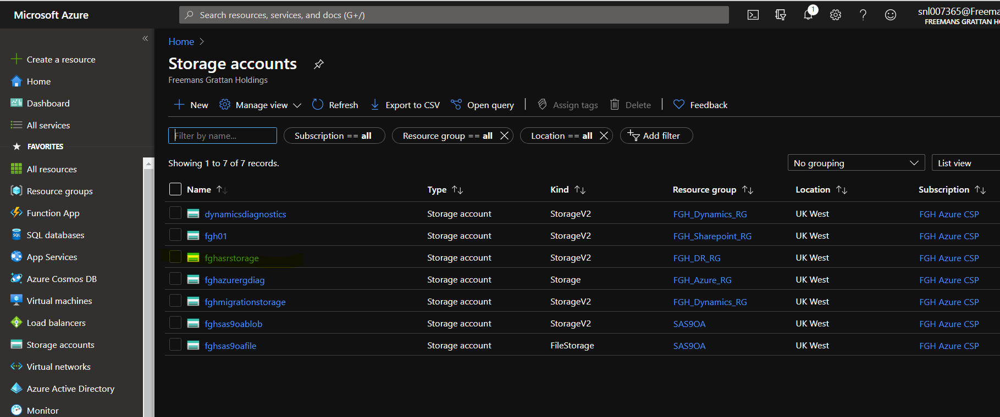 Microsoft Azure
Search resources, services, and docs (G+/)
1
snl007365@Freema
FREEMANS GRATTAN HO
Create a resource
Home
Dashboard
All services
FAVORITES
All resources
Resource groups
Function App
SQL databases
App Services
Azure Cosmos DB
Virtual machines
Load balancers
Storage accounts
Virtual networks
Azure Active Directory
Monitor
Home
Storage accounts
Freemans Grattan Holdings
New Manage view Refresh Export to CSV Open query Assign tags Delete Feedback
Filter by name... Subscription == all Resource group == all Location == all Add filter
Showing 1 to 7 of 7 records. No grouping List view
Name Type Kind Resource group Location Subscription
dynamicsdiagnostics Storage account StorageV2 FGH_Dynamics_RG UK West FGH Azure CSP
fgh01 Storage account StorageV2 FGH_Sharepoint_RG UK West FGH Azure CSP
fghasrstorage Storage account StorageV2 FGH_DR_RG UK West FGH Azure CSP
fghazurergdiag Storage account Storage FGH_Azure_RG UK West FGH Azure CSP
fghmigrationstorage Storage account StorageV2 FGH_Dynamics_RG UK West FGH Azure CSP
fghsas9oablob Storage account StorageV2 SAS9OA UK West FGH Azure CSP
fghsas9oafile Storage account FileStorage SAS9OA UK West FGH Azure CSP